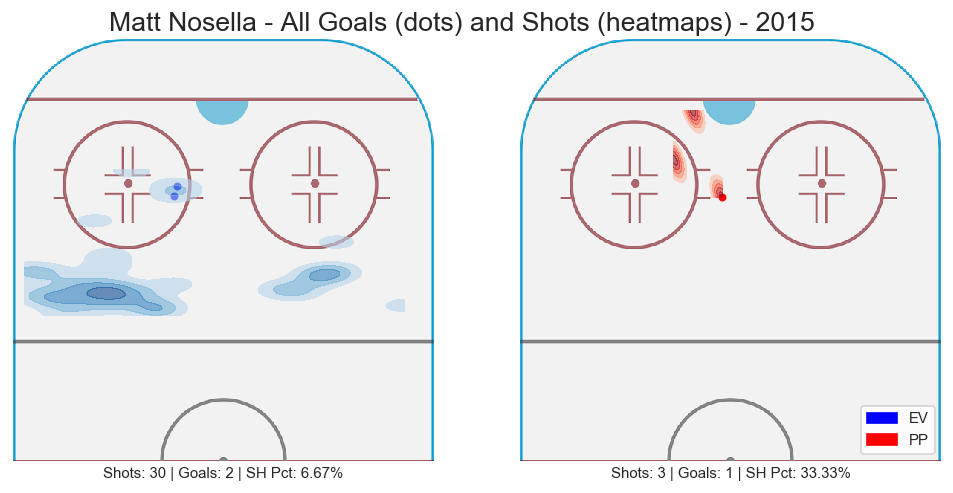 Matt Nosella - All Goals (dots) and Shots (heatmaps) - 2015
EV
PP
Shots: 30 | Goals: 2 | SH Pct: 6.67%
Shots: 3 | Goals: 1 | SH Pct: 33.33%